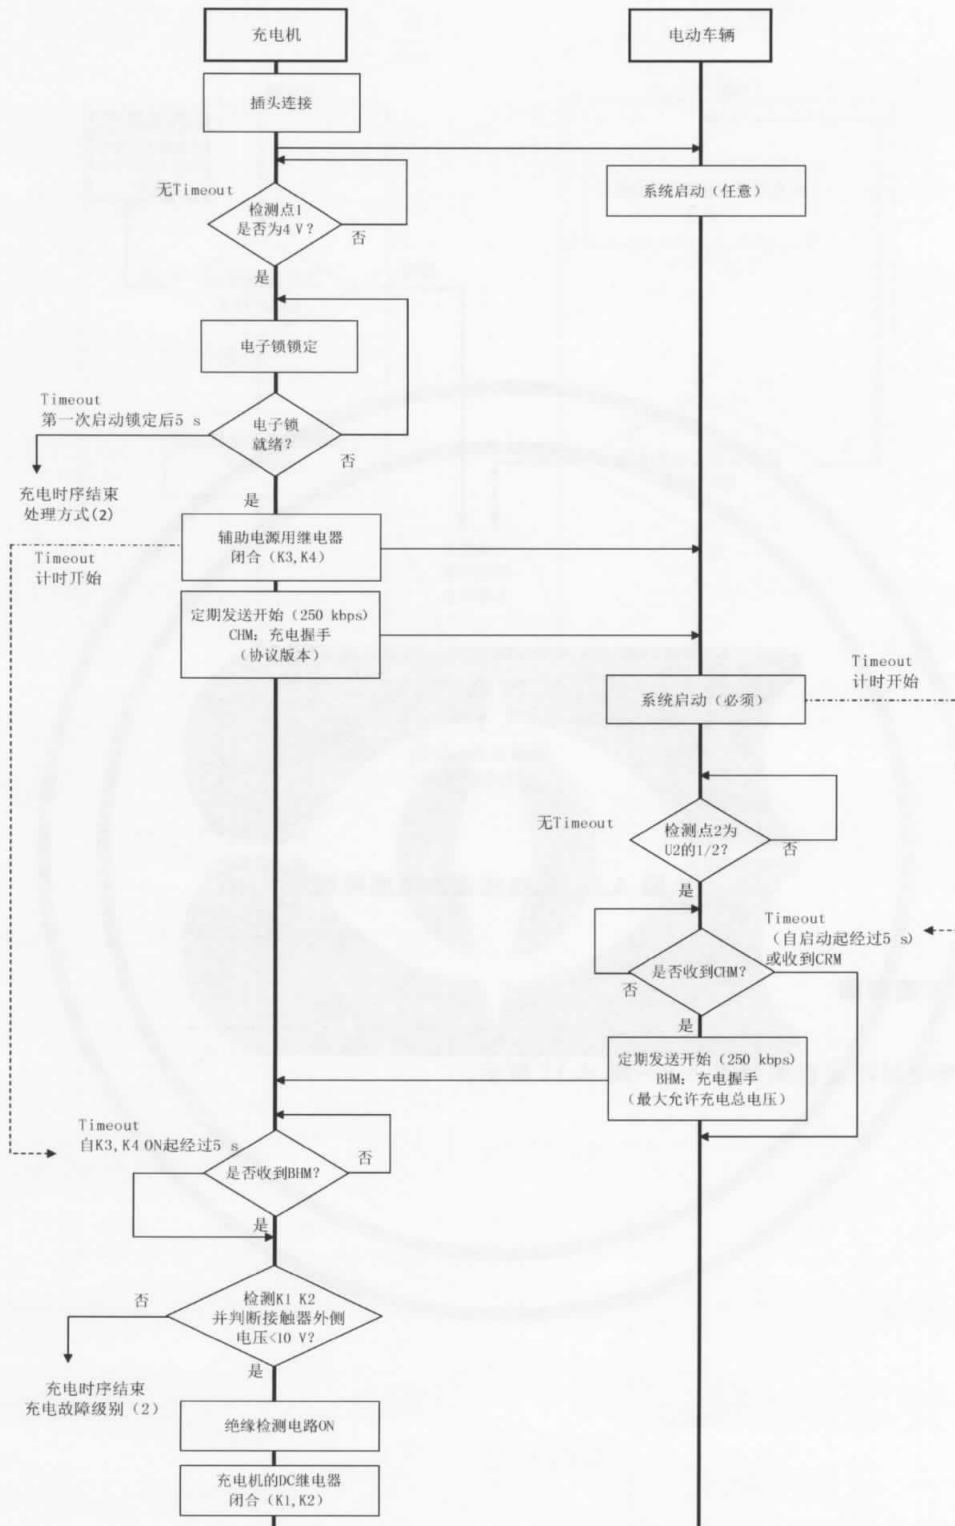 充电机
电动车辆
插头连接
系统启动（任意）
无Timeout
检测点1
是否为4 V？
否
是
电子锁锁定
Timeout
第一次启动锁定后5 s
电子锁
就绪？
否
充电时序结束
处理方式(2)
是
辅助电源用继电器
闭合（K3,K4）
Timeout
计时开始
定期发送开始（250 kbps）
CHM：充电握手
（协议版本）
Timeout
计时开始
系统启动（必须）
无Timeout
检测点2为
U2的1/2？
否
是
Timeout
（自启动起经过5 s）
或收到CRM
是否收到CHM？
否
是
定期发送开始（250 kbps）
BHM：充电握手
（最大允许充电总电压）
Timeout
自K3,K4 ON起经过5 s
是否收到BHM？
否
是
检测K1 K2
并判断接触器外侧
电压<10 V？
否
是
充电时序结束
充电故障级别（2）
绝缘检测电路ON
充电机的DC继电器
闭合（K1,K2）